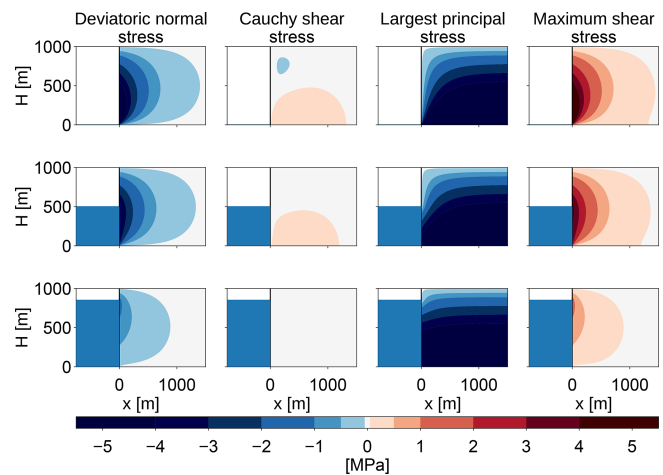 Deviatoric normal stress
Cauchy shear stress
Largest principal stress
Maximum shear stress
H [m]
1000
500
0
H [m]
1000
500
0
H [m]
1000
500
0
0 1000 0 1000 0 1000 0 1000
x [m] x [m] x [m] x [m]
−5 −4 −3 −2 −1 0 1 2 3 4 5
[MPa]